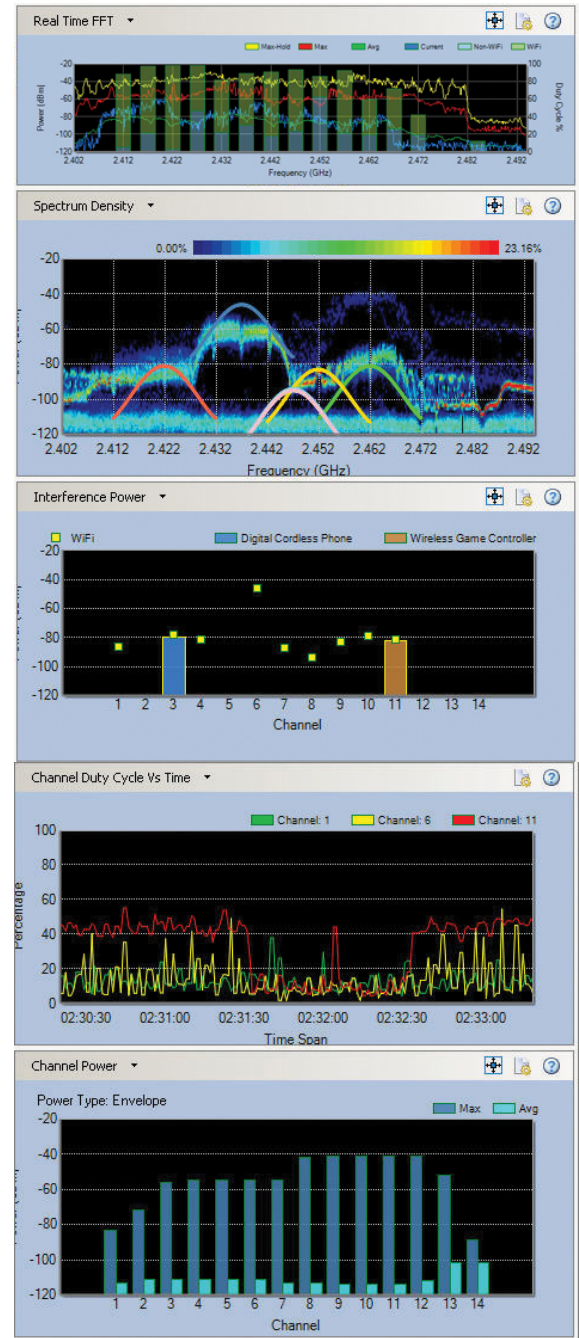 Real Time FFT
Max-Hold Max Avg Current Non-WiFi WiFi
Power (dBm)
-20
-40
-60
-80
-100
-120
100
80
60
40
20
0
Duty Cycle %
2.402 2.412 2.422 2.432 2.442 2.452 2.462 2.472 2.482 2.492
Frequency (GHz)
Spectrum Density
0.00% 23.16%
-20
-40
-60
-80
-100
-120
2.402 2.412 2.422 2.432 2.442 2.452 2.462 2.472 2.482 2.492
Frequency (GHz)
Interference Power
WiFi Digital Cordless Phone Wireless Game Controller
-20
-40
-60
-80
-100
-120
1 2 3 4 5 6 7 8 9 10 11 12 13 14
Channel
Channel Duty Cycle Vs Time
Channel: 1 Channel: 6 Channel: 11
Percentage
100
80
60
40
20
0
02:30:30 02:31:00 02:31:30 02:32:00 02:32:30 02:33:00
Time Span
Channel Power
Power Type: Envelope
Max Avg
-20
-40
-60
-80
-100
-120
1 2 3 4 5 6 7 8 9 10 11 12 13 14
Channel